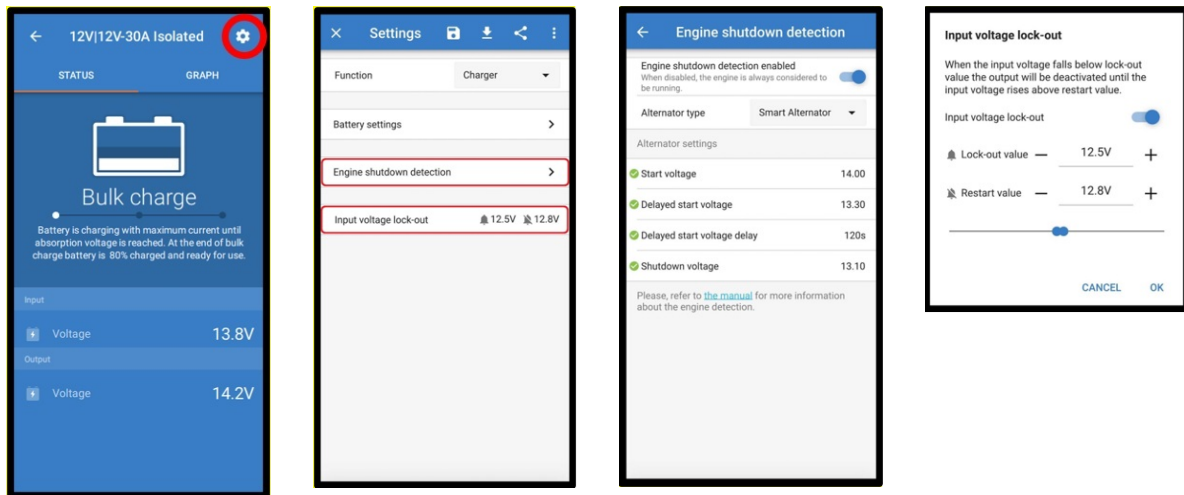 12V|12V-30A Isolated
STATUS
GRAPH
Bulk charge
Battery is charging with maximum current until
absorption voltage is reached. At the end of bulk
charge battery is 80% charged and ready for use.
Input
Voltage 13.8V
Output
Voltage 14.2V
Settings
Function Charger
Battery settings
Engine shutdown detection
Input voltage lock-out 12.5V 12.8V
Engine shutdown detection
Engine shutdown detection enabled
When disabled, the engine is always considered to
be running.
Alternator type Smart Alternator
Alternator settings
Start voltage 14.00
Delayed start voltage 13.30
Delayed start voltage delay 120s
Shutdown voltage 13.10
Please, refer to the manual for more information
about the engine detection.
Input voltage lock-out
When the input voltage falls below lock-out
value the output will be deactivated until the
input voltage rises above restart value.
Input voltage lock-out
Lock-out value — 12.5V +
Restart value — 12.8V +
CANCEL OK